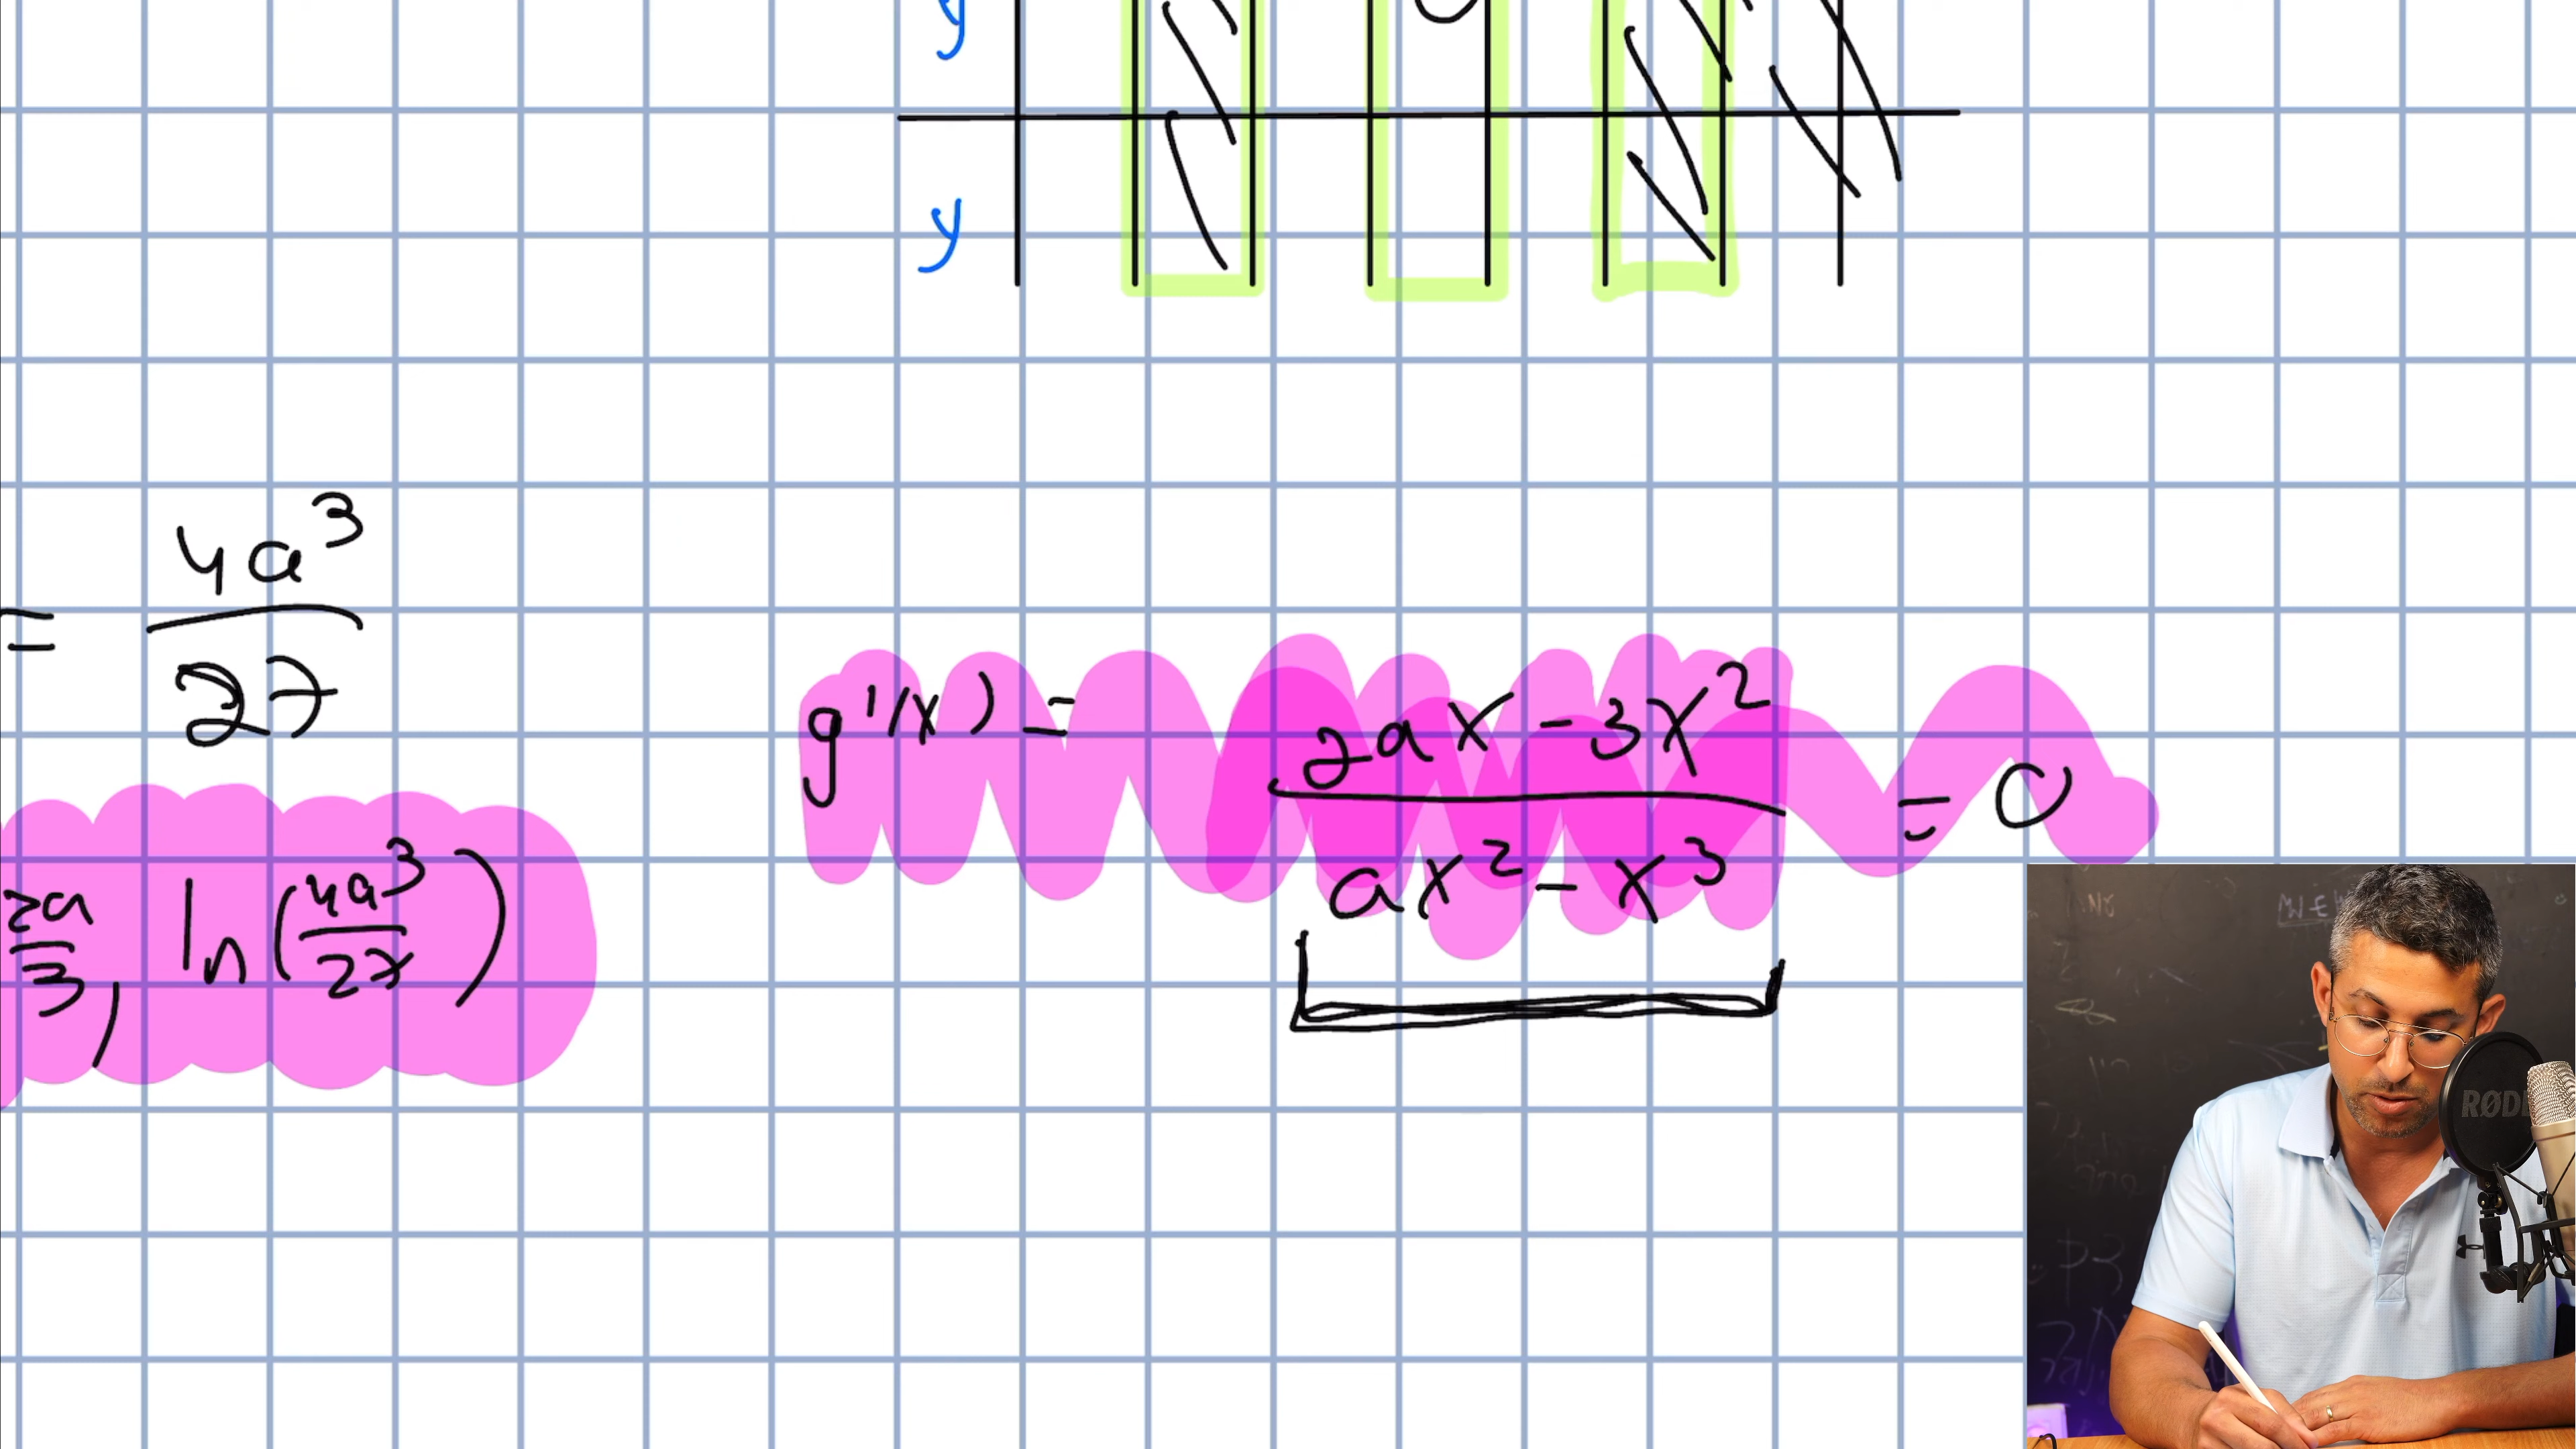 y
y
= 4a³/27
g'(x) = (2ax - 3x²)/(ax² - x³) = 0
2a/3, ln(4a³/27)
RØDE